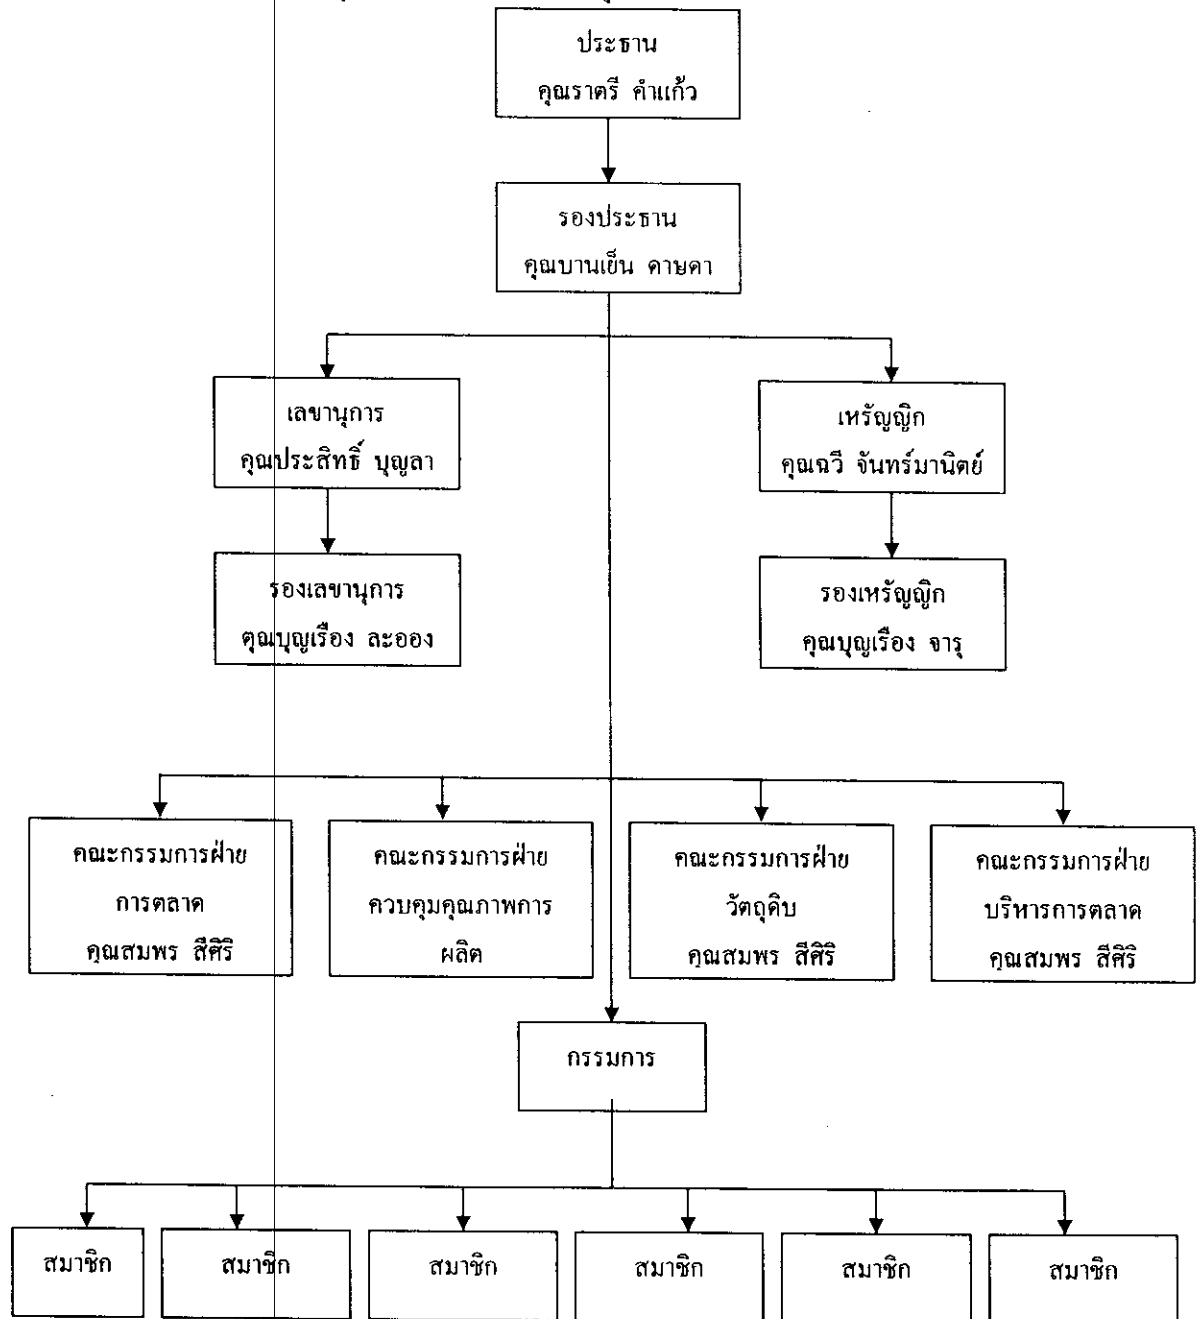 ประธาน
คุณราตรี คำแก้ว
รองประธาน
คุณบานเย็น คายคา
เลขานุการ
คุณประสิทธิ์ บุญลา
เหรัญญิก
คุณฉวี จันทร์มานิตย์
รองเลขานุการ
ตุณบุญเรือง ละออง
รองเหรัญญิก
คุณบุญเรือง จารุ
คณะกรรมการฝ่าย
การตลาด
คุณสมพร สีศิริ
คณะกรรมการฝ่าย
ควบคุมคุณภาพการ
ผลิต
คณะกรรมการฝ่าย
วัตถุดิบ
คุณสมพร สีศิริ
คณะกรรมการฝ่าย
บริหารการตลาด
คุณสมพร สีศิริ
กรรมการ
สมาชิก
สมาชิก
สมาชิก
สมาชิก
สมาชิก
สมาชิก